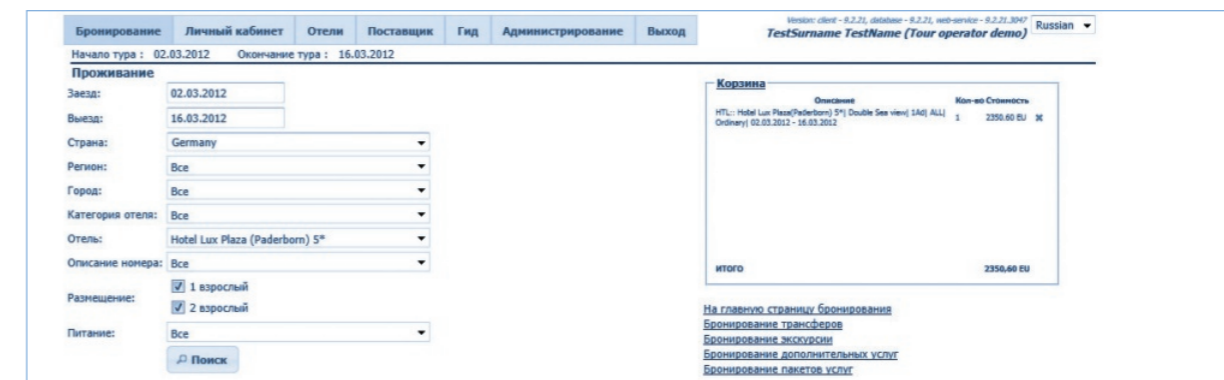 Version: client - 9.2.21, database - 9.2.21, web-service - 9.2.21.3047
Бронирование Личный кабинет Отели Поставщик Гид Администрирование Выход
TestSurname TestName (Tour operator demo)
Russian
Начало тура : 02.03.2012 Окончание тура : 16.03.2012
Проживание
Заезд: 02.03.2012
Выезд: 16.03.2012
Страна: Germany
Регион: Все
Город: Все
Категория отеля: Все
Отель: Hotel Lux Plaza (Paderborn) 5*
Описание номера: Все
Размещение:
1 взрослый
2 взрослый
Питание: Все
Поиск
Корзина
Описание Кол-во Стоимость
HTL:: Hotel Lux Plaza(Paderborn) 5*| Double Sea view| 1Ad| ALL| 1 2350.60 EU
Ordinary| 02.03.2012 - 16.03.2012
ИТОГО 2350,60 EU
На главную страницу бронирования
Бронирование трансферов
Бронирование экскурсии
Бронирование дополнительных услуг
Бронирование пакетов услуг